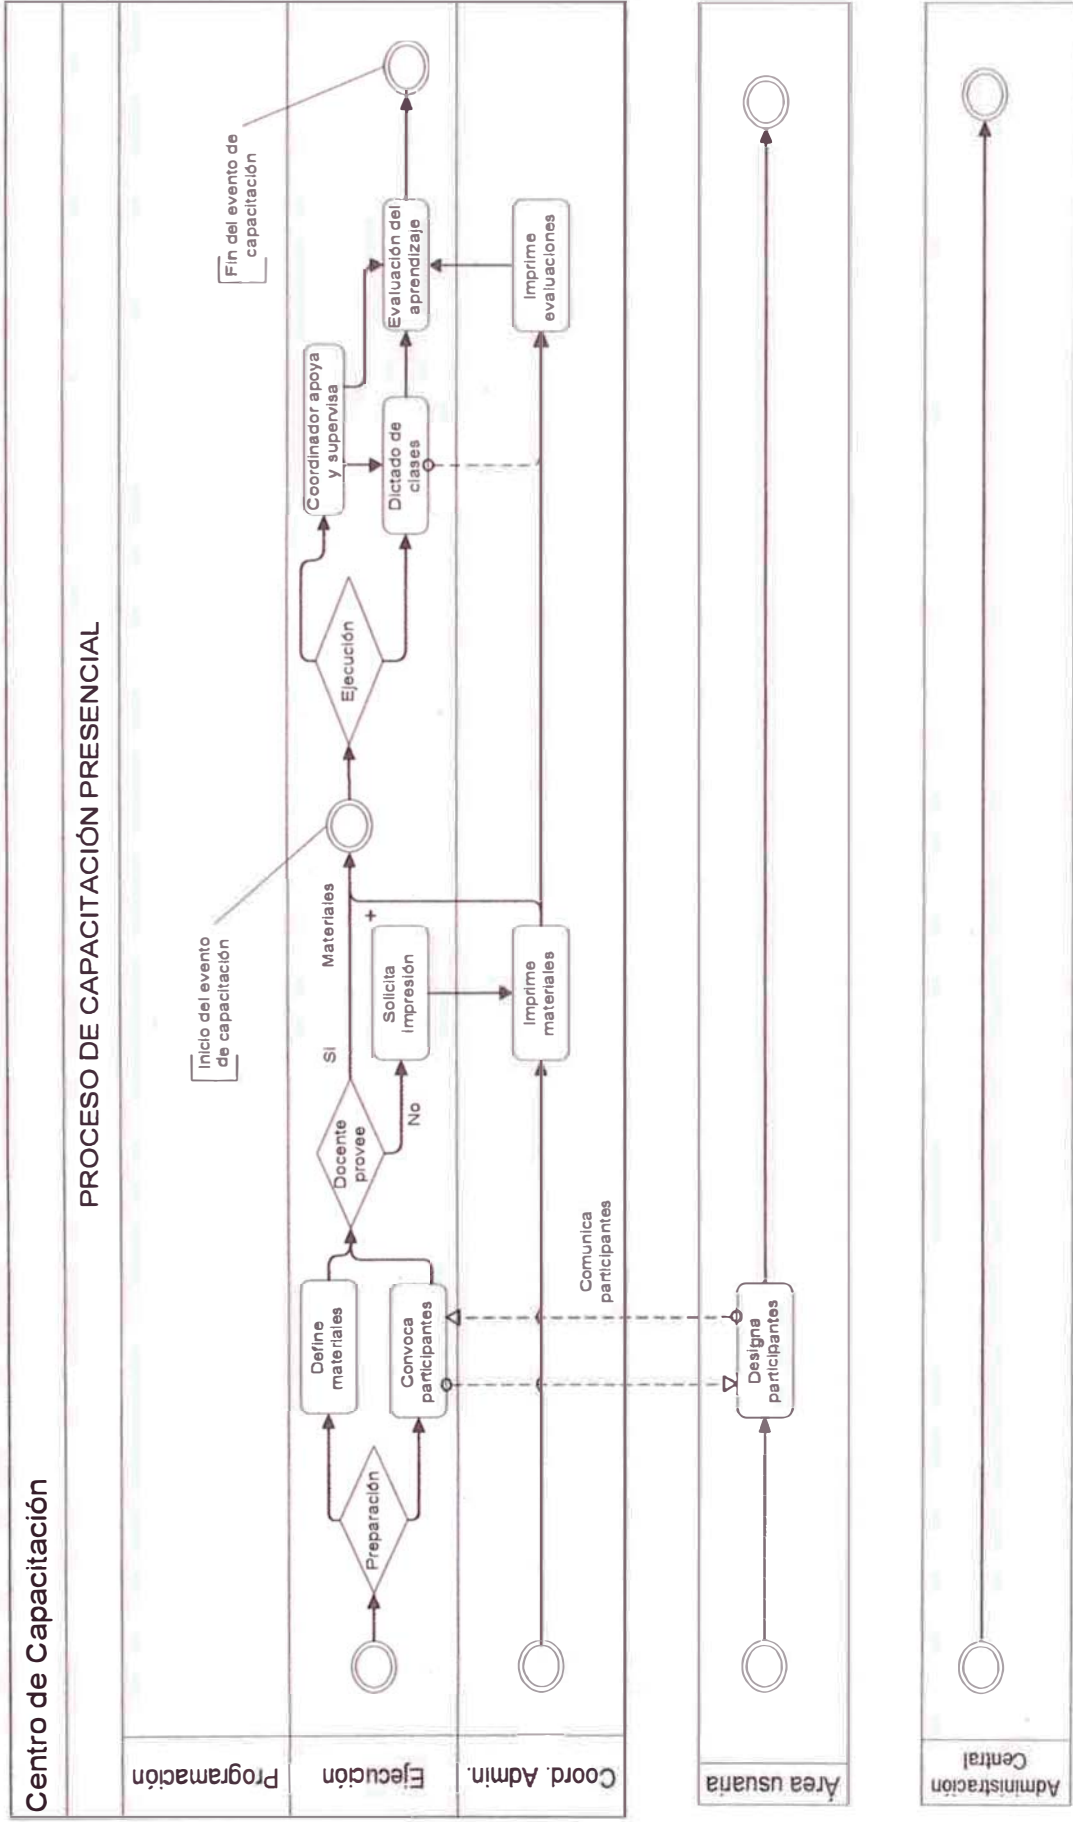 Centro de Capacitación
PROCESO DE CAPACITACIÓN PRESENCIAL
Programación
Ejecución
Coord. Admin.
Área usuaria
Administración
Central
Preparación
Define
materiales
Convoca
participantes
Docente
provee
Si
No
Materiales
Solicita
impresión
+
Imprime
materiales
Inicio del evento
de capacitación
Ejecución
Coordinador apoya
y supervisa
Dictado de
clases
Evaluación del
aprendizaje
Imprime
evaluaciones
Fin del evento de
capacitación
Comunica
participantes
Designa
participantes